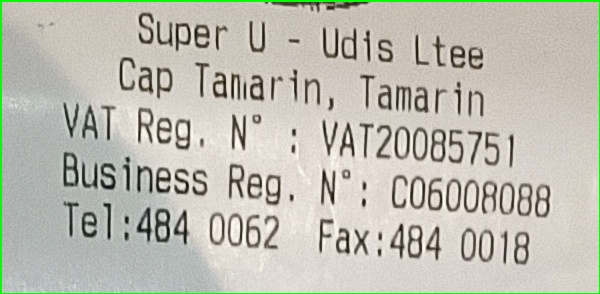 Super U - Udis Ltee
Cap Tamarin, Tamarin
VAT Reg. N° : VAT20085751
Business Reg. N°: C06008088
Tel:484 0062 Fax:484 0018